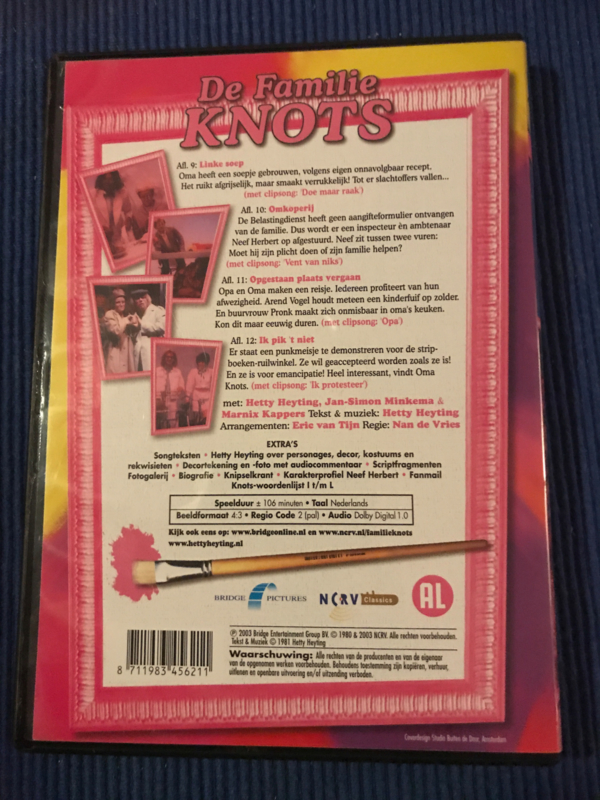 De Familie
KNOTS
Afl. 9: Linke soep
Oma heeft een soepje gebrouwen, volgens eigen onnavolgbaar recept.
Het ruikt afgrijselijk, maar smaakt verrukkelijk! Tot er slachtoffers vallen...
(met clipsong: 'Doe maar raak')
Afl. 10: Omkoperij
De Belastingdienst heeft geen aangifteformulier ontvangen
van de familie. Dus wordt er een inspecteur èn ambtenaar
Neef Herbert op afgestuurd. Neef zit tussen twee vuren:
Moet hij zijn plicht doen of zijn familie helpen?
(met clipsong: 'Vent van niks')
Afl. 11: Opgestaan plaats vergaan
Opa en Oma maken een reisje. Iedereen profiteert van hun
afwezigheid. Arend Vogel houdt meteen een kinderfuif op zolder.
En buurvrouw Pronk maakt zich onmisbaar in oma's keuken.
Kon dit maar eeuwig duren. (met clipsong: 'Opa')
Afl. 12: Ik pik 't niet
Er staat een punkmeisje te demonstreren voor de strip-
boeken-ruilwinkel. Ze wil geaccepteerd worden zoals ze is!
En ze is voor emancipatie! Heel interessant, vindt Oma
Knots. (met clipsong: 'Ik protesteer')
met: Hetty Heyting, Jan-Simon Minkema &
Marnix Kappers Tekst & muziek: Hetty Heyting
Arrangementen: Eric van Tijn Regie: Nan de Vries
EXTRA'S
Songteksten • Hetty Heyting over personages, decor, kostuums en
rekwisieten • Decortekening en -foto met audiocommentaar • Scriptfragmenten
Fotogalerij • Biografie • Knipselkrant • Karakterprofiel Neef Herbert • Fanmail
Knots-woordenlijst I t/m L
Speelduur ± 106 minuten • Taal Nederlands
Beeldformaat 4:3 • Regio Code 2 (pal) • Audio Dolby Digital 1.0
Kijk ook eens op: www.bridgeonline.nl en www.ncrv.nl/familieknots
www.hettyheyting.nl
BRIDGE PICTURES
NCRV Classics
AL
8 711983 456211
℗ 2003 Bridge Entertainment Group BV. © 1980 & 2003 NCRV. Alle rechten voorbehouden.
Tekst & Muziek © 1981 Hetty Heyting
Waarschuwing: Alle rechten van de producenten en van de eigenaar
van de opgenomen werken voorbehouden. Behoudens toestemming zijn kopiëren, verhuur,
uitlenen en openbare uitvoering en/of uitzending verboden.
Coverdesign Studio Buiten de Deur, Amsterdam.